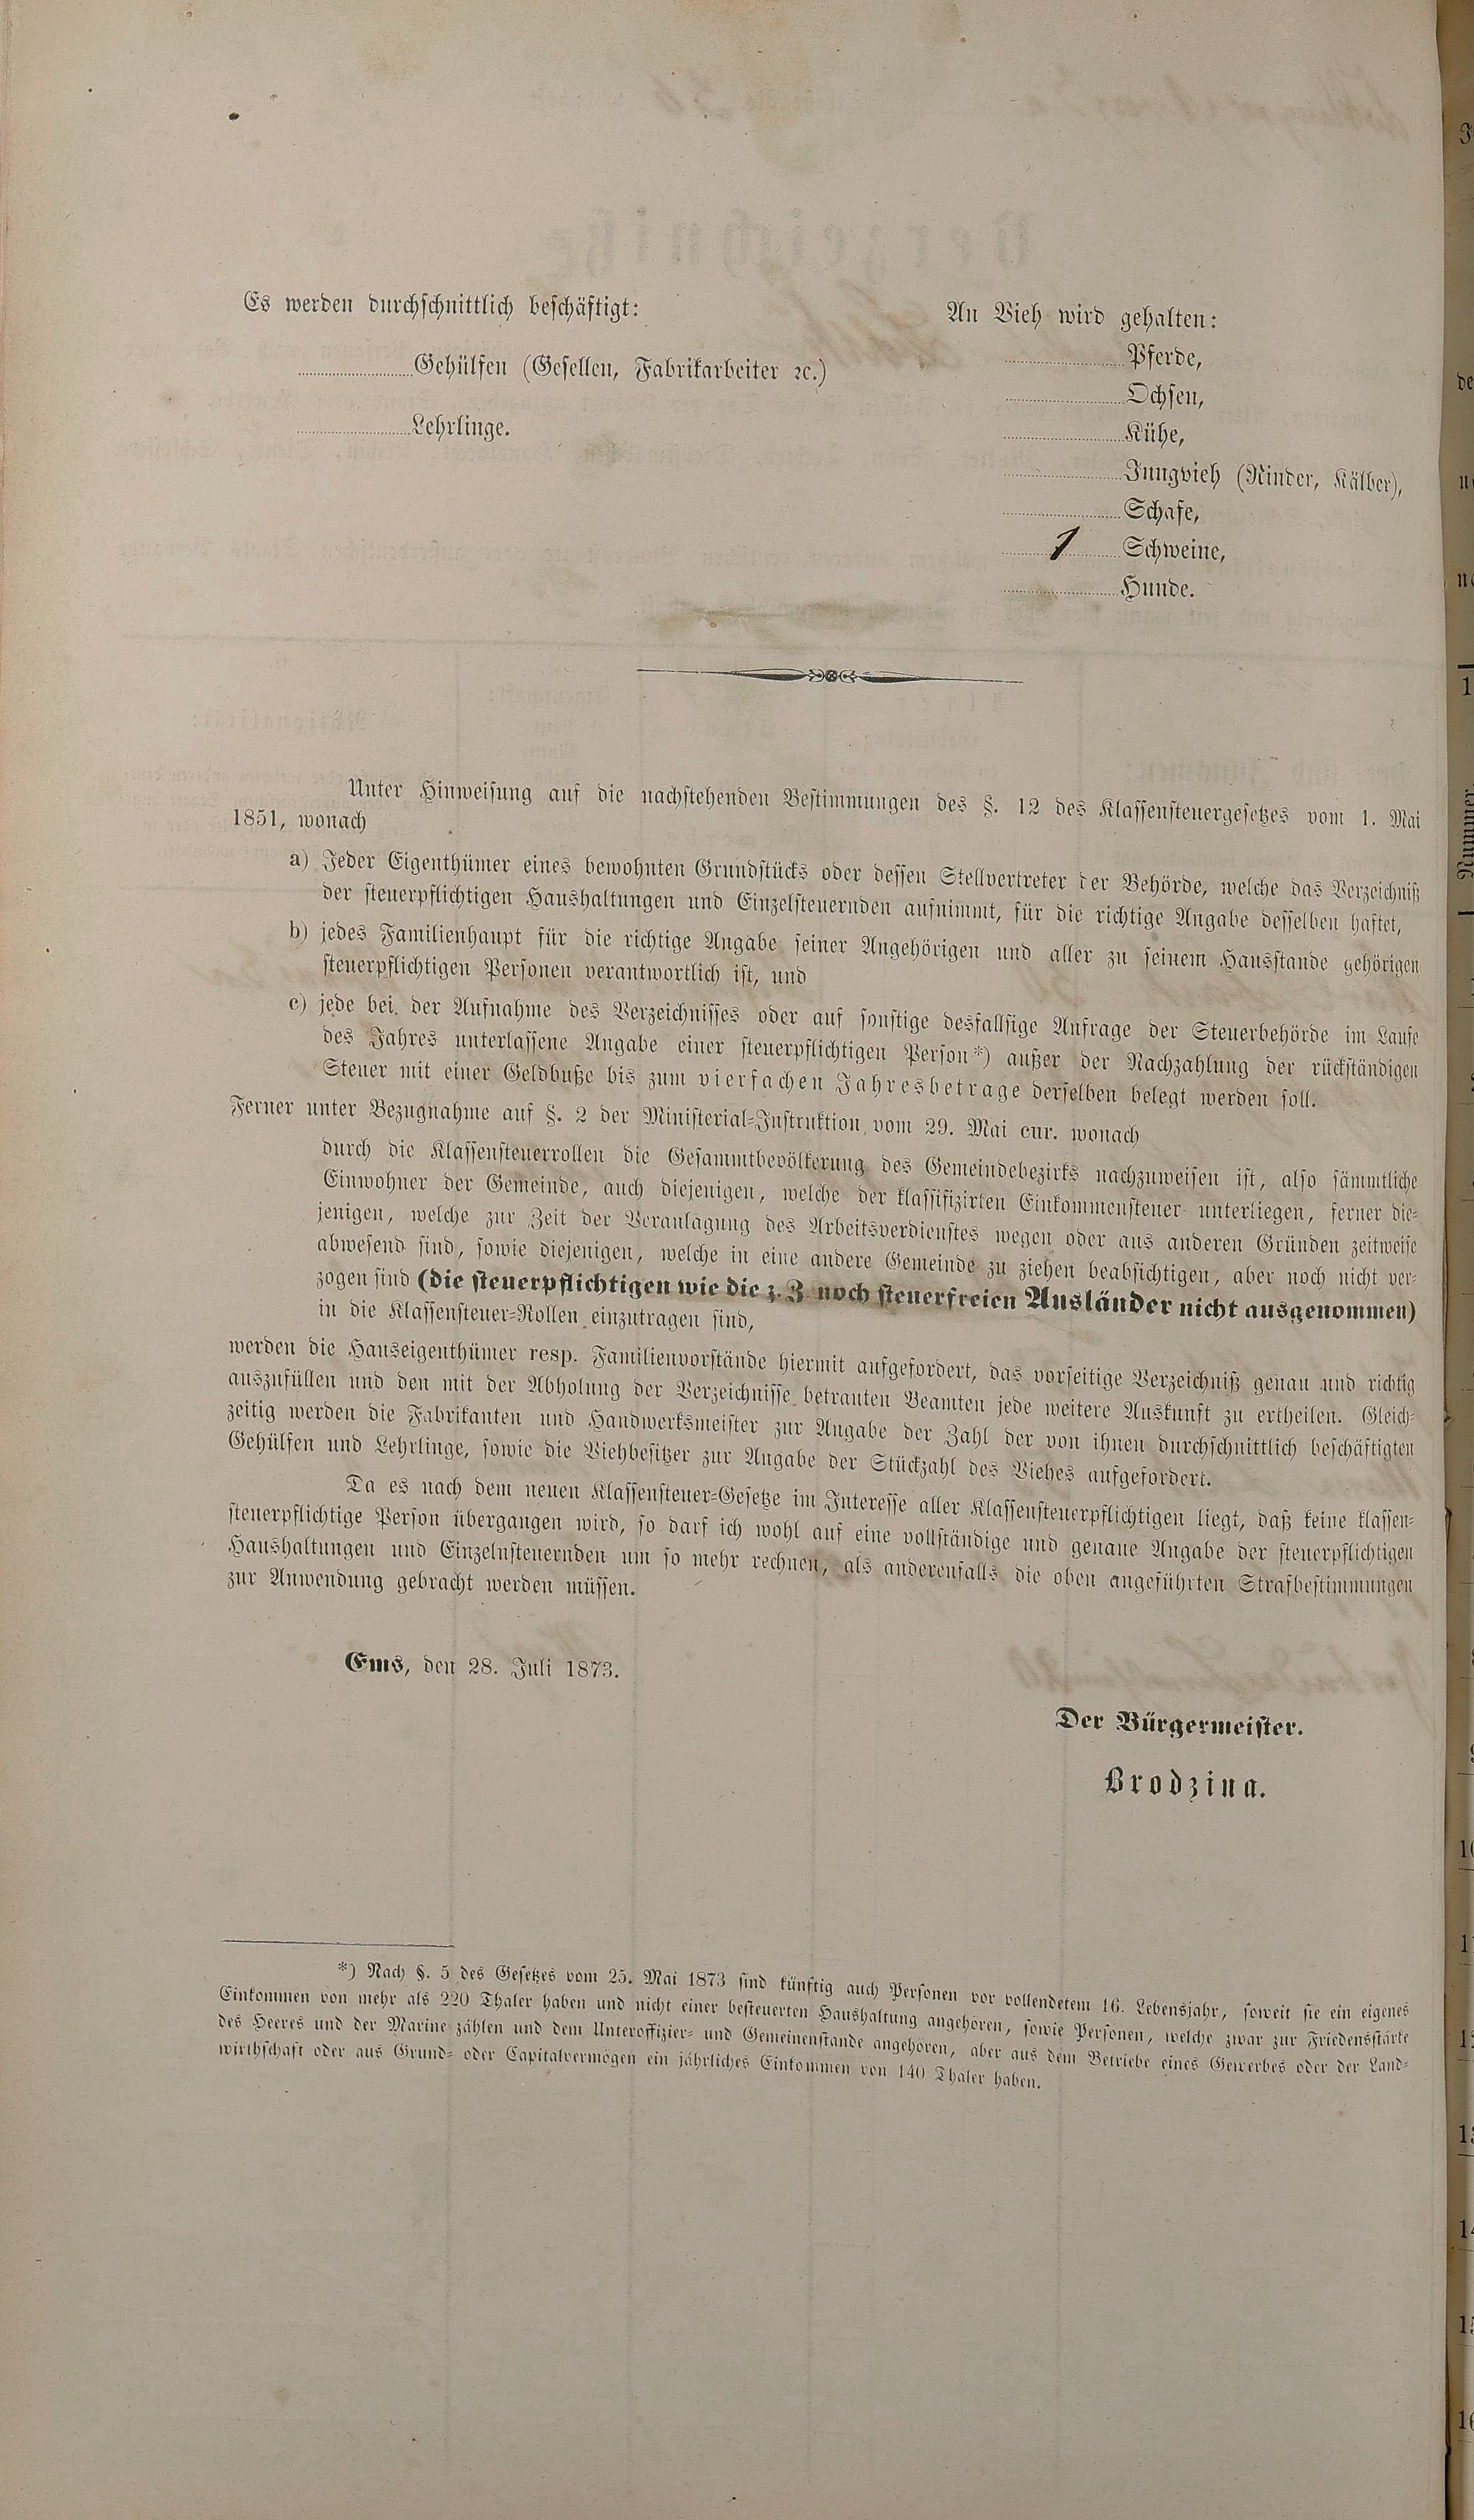 Es werden durchschnittlich beschäftigt:
Gehülfen (Gesellen, Fabrikarbeiter ꝛc.)
Lehrlinge.
An Vieh wird gehalten:
Pferde,
Ochsen,
Kühe,
Jungvieh (Rinder, Kälber),
Schafe,
1 Schweine,
Hunde.
Unter Hinweisung auf die nachstehenden Bestimmungen des §. 12 des Klassensteuergesetzes vom 1. Mai
1851, wonach
a) Jeder Eigenthümer eines bewohnten Grundstücks oder dessen Stellvertreter der Behörde, welche das Verzeichniß
der steuerpflichtigen Haushaltungen und Einzelsteuernden aufnimmt, für die richtige Angabe desselben haftet,
b) jedes Familienhaupt für die richtige Angabe seiner Angehörigen und aller zu seinem Hausstande gehörigen
steuerpflichtigen Personen verantwortlich ist, und
c) jede bei der Aufnahme des Verzeichnisses oder auf sonstige desfallsige Anfrage der Steuerbehörde im Laufe
des Jahres unterlassene Angabe einer steuerpflichtigen Person*) außer der Nachzahlung der rückständigen
Steuer mit einer Geldbuße bis zum vierfachen Jahresbetrage derselben belegt werden soll.
Ferner unter Bezugnahme auf §. 2 der Ministerial-Instruktion vom 29. Mai cur. wonach
durch die Klassensteuerrollen die Gesammtbevölkerung des Gemeindebezirks nachzuweisen ist, also sämmtliche
Einwohner der Gemeinde, auch diejenigen, welche der klassifizirten Einkommensteuer unterliegen, ferner die-
jenigen, welche zur Zeit der Veranlagung des Arbeitsverdienstes wegen oder aus anderen Gründen zeitweise
abwesend sind, sowie diejenigen, welche in eine andere Gemeinde zu ziehen beabsichtigen, aber noch nicht ver-
zogen sind (die steuerpflichtigen wie die z. Z. noch steuerfreien Ausländer nicht ausgenommen)
in die Klassensteuer-Rollen einzutragen sind,
werden die Hauseigenthümer resp. Familienvorstände hiermit aufgefordert, das vorseitige Verzeichniß genau und richtig
auszufüllen und den mit der Abholung der Verzeichnisse betrauten Beamten jede weitere Auskunft zu ertheilen. Gleich-
zeitig werden die Fabrikanten und Handwerksmeister zur Angabe der Zahl der von ihnen durchschnittlich beschäftigten
Gehülfen und Lehrlinge, sowie die Viehbesitzer zur Angabe der Stückzahl des Viehes aufgefordert.
Da es nach dem neuen Klassensteuer-Gesetze im Interesse aller Klassensteuerpflichtigen liegt, daß keine klassen-
steuerpflichtige Person übergangen wird, so darf ich wohl auf eine vollständige und genaue Angabe der steuerpflichtigen
Haushaltungen und Einzelnsteuernden um so mehr rechnen, als anderenfalls die oben angeführten Strafbestimmungen
zur Anwendung gebracht werden müssen.
Ems, den 28. Juli 1873.
Der Bürgermeister.
Brodzina.
*) Nach §. 5 des Gesetzes vom 25. Mai 1873 sind künftig auch Personen vor vollendetem 16. Lebensjahr, soweit sie ein eigenes
Einkommen von mehr als 220 Thaler haben und nicht einer besteuerten Haushaltung angehören, sowie Personen, welche zwar zur Friedensstärke
des Heeres und der Marine zählen und dem Unteroffizier- und Gemeinenstande angehören, aber aus dem Betriebe eines Gewerbes oder der Land-
wirthschaft oder aus Grund- oder Capitalvermögen ein jährliches Einkommen von 140 Thaler haben.